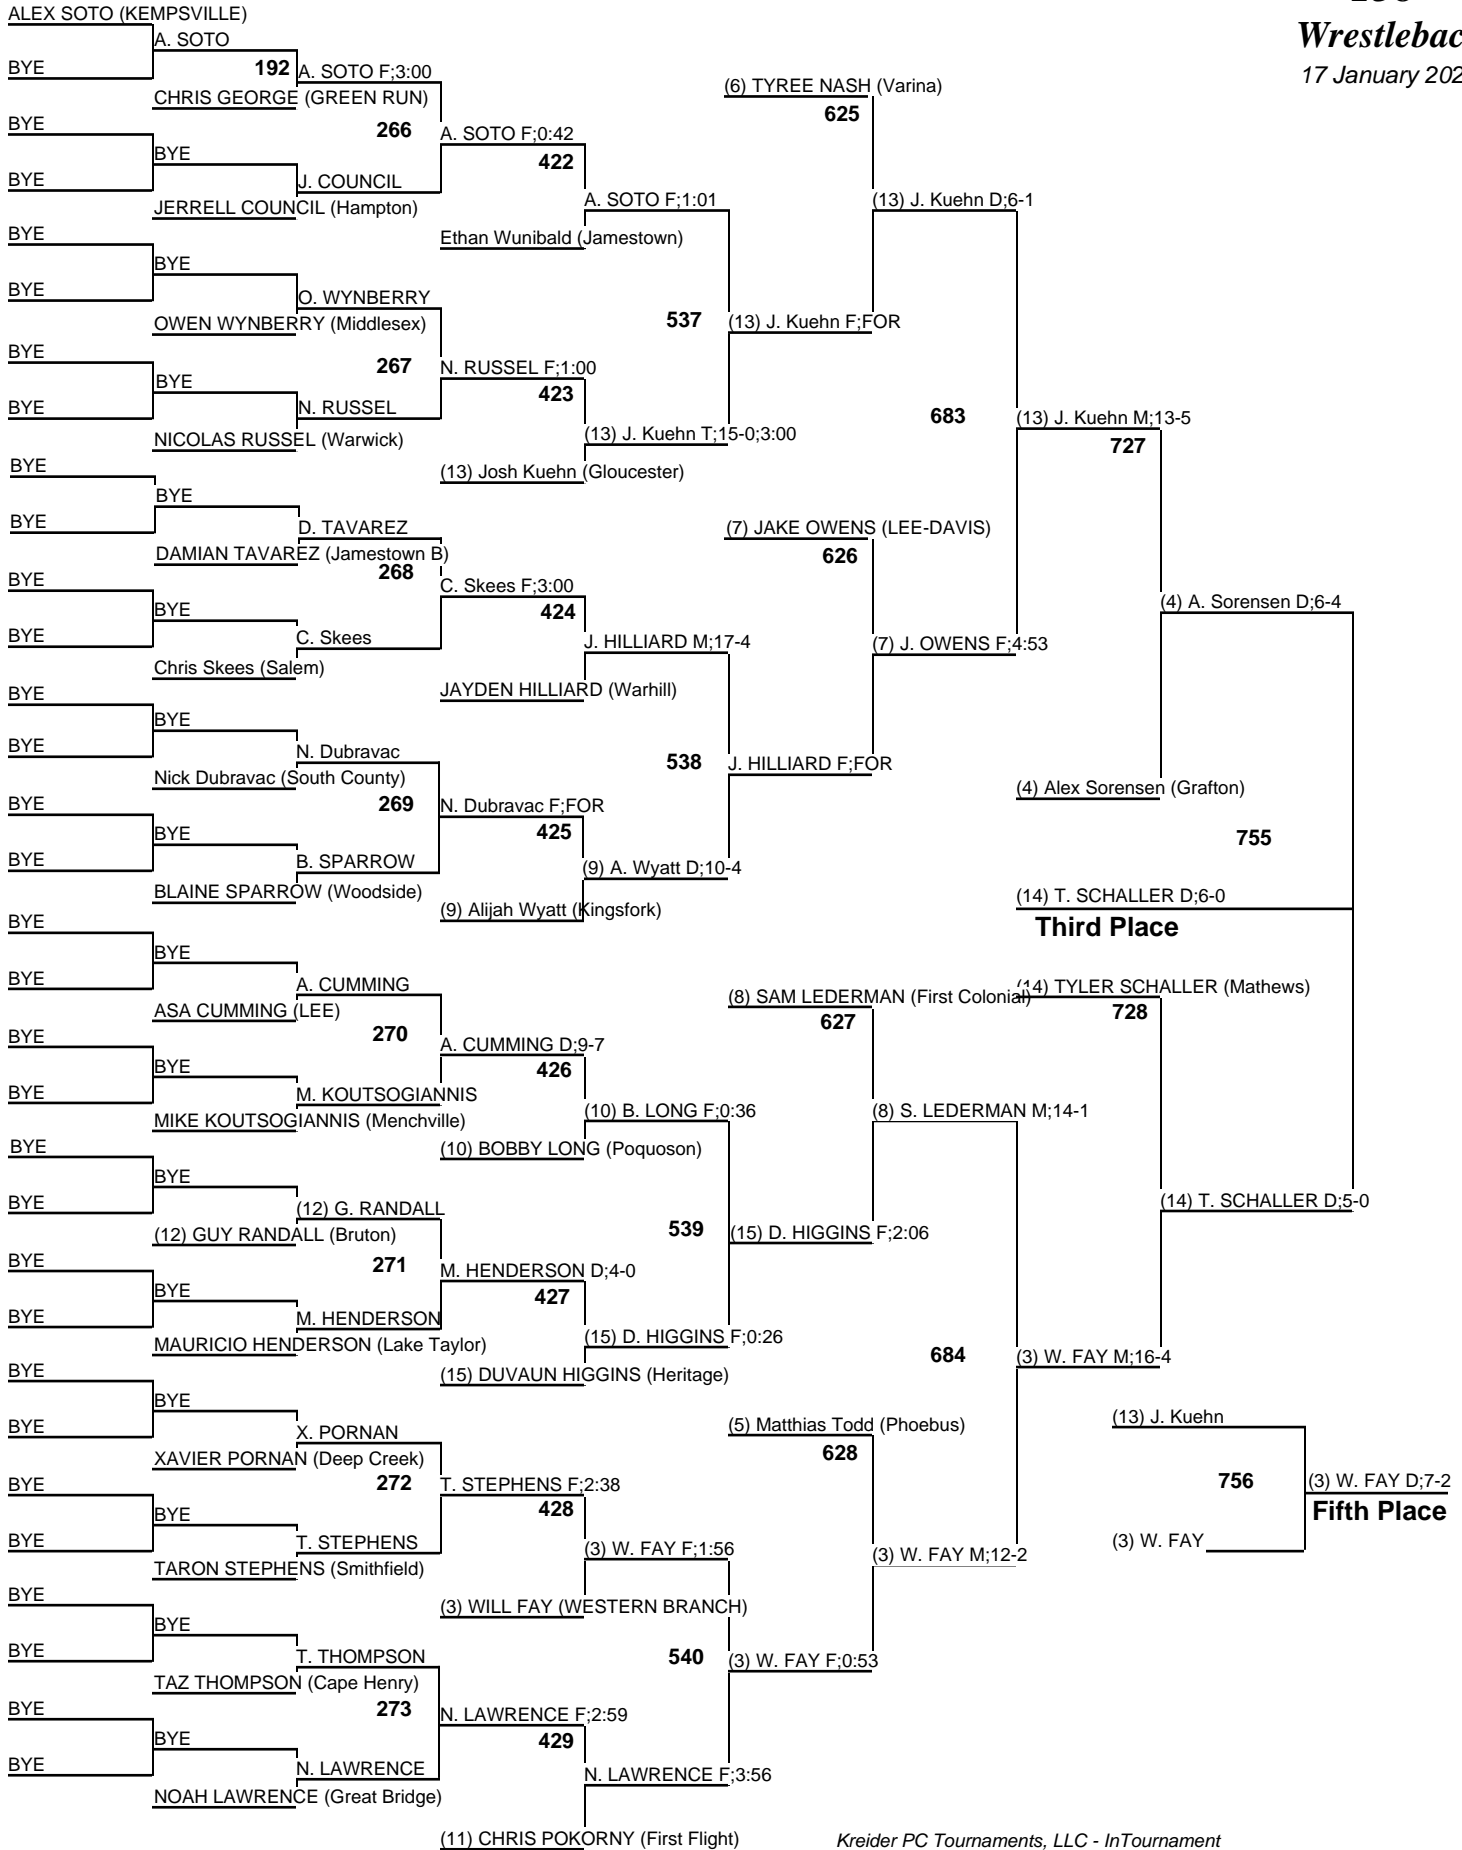 ALEX SOTO (KEMPSVILLE)
A. SOTO
BYE
192
A. SOTO F;3:00
CHRIS GEORGE (GREEN RUN)
BYE
266
A. SOTO F;0:42
BYE
422
BYE
J. COUNCIL
JERRELL COUNCIL (Hampton)
A. SOTO F;1:01
Ethan Wunibald (Jamestown)
BYE
BYE
BYE
O. WYNBERRY
OWEN WYNBERRY (Middlesex)
537
(13) J. Kuehn F;FOR
BYE
267
N. RUSSEL F;1:00
BYE
423
BYE
N. RUSSEL
NICOLAS RUSSEL (Warwick)
(13) J. Kuehn T;15-0;3:00
(13) Josh Kuehn (Gloucester)
BYE
BYE
BYE
D. TAVAREZ
DAMIAN TAVAREZ (Jamestown B)
268
BYE
C. Skees F;3:00
424
BYE
BYE
C. Skees
Chris Skees (Salem)
J. HILLIARD M;17-4
JAYDEN HILLIARD (Warhill)
BYE
BYE
BYE
N. Dubravac
Nick Dubravac (South County)
538
J. HILLIARD F;FOR
BYE
269
N. Dubravac F;FOR
425
BYE
BYE
B. SPARROW
BLAINE SPARROW (Woodside)
(9) A. Wyatt D;10-4
(9) Alijah Wyatt (Kingsfork)
BYE
BYE
BYE
A. CUMMING
ASA CUMMING (LEE)
270
BYE
A. CUMMING D;9-7
426
BYE
BYE
M. KOUTSOGIANNIS
MIKE KOUTSOGIANNIS (Menchville)
(10) B. LONG F;0:36
(10) BOBBY LONG (Poquoson)
BYE
BYE
BYE
(12) G. RANDALL
(12) GUY RANDALL (Bruton)
539
(15) D. HIGGINS F;2:06
BYE
271
M. HENDERSON D;4-0
427
BYE
BYE
M. HENDERSON
MAURICIO HENDERSON (Lake Taylor)
(15) D. HIGGINS F;0:26
(15) DUVAUN HIGGINS (Heritage)
BYE
BYE
BYE
X. PORNAN
XAVIER PORNAN (Deep Creek)
272
BYE
T. STEPHENS F;2:38
428
BYE
BYE
T. STEPHENS
TARON STEPHENS (Smithfield)
(3) W. FAY F;1:56
(3) WILL FAY (WESTERN BRANCH)
BYE
BYE
BYE
T. THOMPSON
TAZ THOMPSON (Cape Henry)
540
(3) W. FAY F;0:53
BYE
273
N. LAWRENCE F;2:59
429
BYE
BYE
N. LAWRENCE
NOAH LAWRENCE (Great Bridge)
N. LAWRENCE F;3:56
(11) CHRIS POKORNY (First Flight)
(6) TYREE NASH (Varina)
625
(13) J. Kuehn D;6-1
683
(13) J. Kuehn M;13-5
727
(7) JAKE OWENS (LEE-DAVIS)
626
(7) J. OWENS F;4:53
(4) A. Sorensen D;6-4
(4) Alex Sorensen (Grafton)
755
(14) T. SCHALLER D;6-0
Third Place
(8) SAM LEDERMAN (First Colonial)
627
(14) TYLER SCHALLER (Mathews)
728
(8) S. LEDERMAN M;14-1
(14) T. SCHALLER D;5-0
684
(3) W. FAY M;16-4
(5) Matthias Todd (Phoebus)
628
(3) W. FAY M;12-2
(13) J. Kuehn
756
(3) W. FAY D;7-2
Fifth Place
(3) W. FAY
Wrestlebac
17 January 202
Kreider PC Tournaments, LLC - InTournament